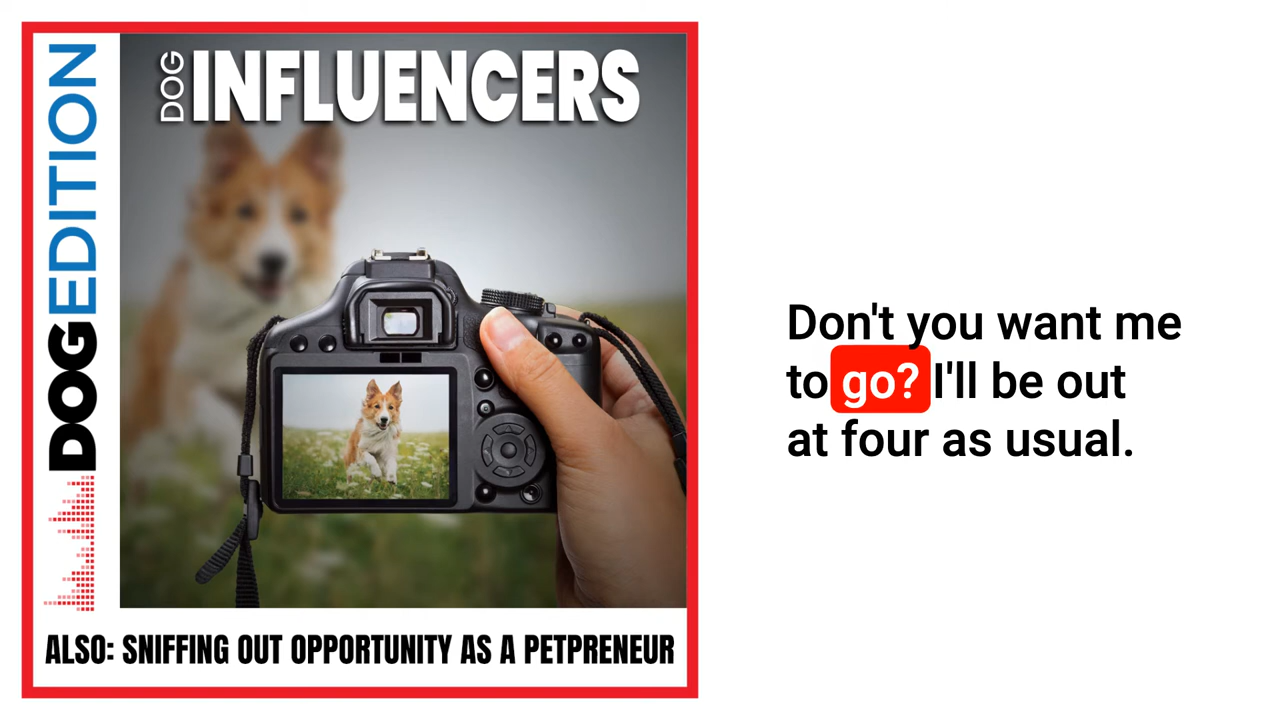 DOG INFLUENCERS
DOGEDITION
ALSO: SNIFFING OUT OPPORTUNITY AS A PETPRENEUR
Don't you want me
to go? I'll be out
at four as usual.